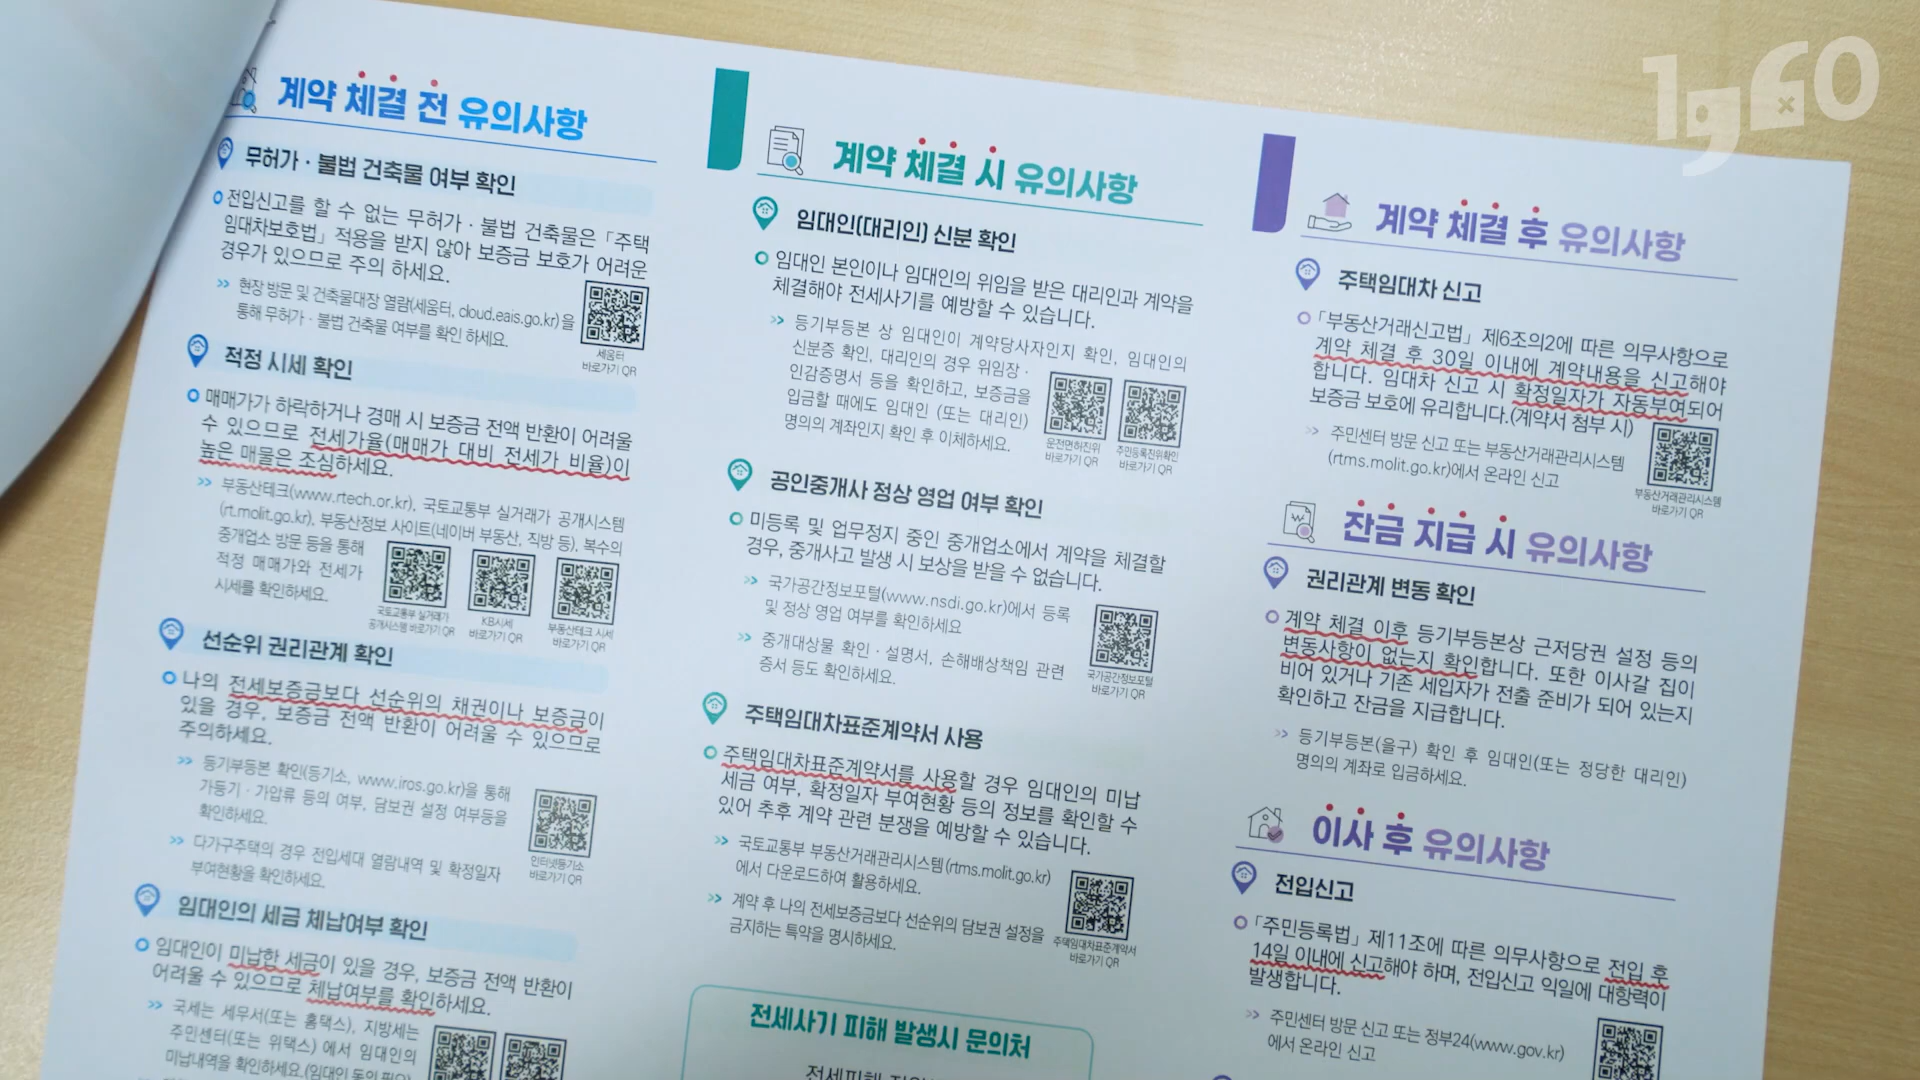 1960
계약 체결 전 유의사항
무허가 · 불법 건축물 여부 확인
전입신고를 할 수 없는 무허가 · 불법 건축물은 「주택
임대차보호법」 적용을 받지 않아 보증금 보호가 어려운
경우가 있으므로 주의 하세요.
>> 현장 방문 및 건축물대장 열람(세움터, cloud.eais.go.kr)을
통해 무허가 · 불법 건축물 여부를 확인 하세요.
세움터
바로가기 QR
적정 시세 확인
매매가가 하락하거나 경매 시 보증금 전액 반환이 어려울
수 있으므로 전세가율(매매가 대비 전세가 비율)이
높은 매물은 조심하세요.
>> 부동산테크(www.rtech.or.kr), 국토교통부 실거래가 공개시스템
(rt.molit.go.kr), 부동산정보 사이트(네이버 부동산, 직방 등), 복수의
중개업소 방문 등을 통해
적정 매매가와 전세가
시세를 확인하세요.
국토교통부 실거래가
공개시스템 바로가기 QR
KB시세
바로가기 QR
부동산테크 시세
바로가기 QR
선순위 권리관계 확인
나의 전세보증금보다 선순위의 채권이나 보증금이
있을 경우, 보증금 전액 반환이 어려울 수 있으므로
주의하세요.
>> 등기부등본 확인(등기소, www.iros.go.kr)을 통해
가등기 · 가압류 등의 여부, 담보권 설정 여부등을
확인하세요.
>> 다가구주택의 경우 전입세대 열람내역 및 확정일자
부여현황을 확인하세요.
인터넷등기소
바로가기 QR
임대인의 세금 체납여부 확인
임대인이 미납한 세금이 있을 경우, 보증금 전액 반환이
어려울 수 있으므로 체납여부를 확인하세요.
>> 국세는 세무서(또는 홈택스), 지방세는
주민센터(또는 위택스) 에서 임대인의
미납내역을 확인하세요.(임대인 동의 필요)
계약 체결 시 유의사항
임대인(대리인) 신분 확인
임대인 본인이나 임대인의 위임을 받은 대리인과 계약을
체결해야 전세사기를 예방할 수 있습니다.
>> 등기부등본 상 임대인이 계약당사자인지 확인, 임대인의
신분증 확인, 대리인의 경우 위임장 ·
인감증명서 등을 확인하고, 보증금을
입금할 때에도 임대인 (또는 대리인)
명의의 계좌인지 확인 후 이체하세요.
운전면허진위
바로가기 QR
주민등록진위확인
바로가기 QR
공인중개사 정상 영업 여부 확인
미등록 및 업무정지 중인 중개업소에서 계약을 체결할
경우, 중개사고 발생 시 보상을 받을 수 없습니다.
>> 국가공간정보포털(www.nsdi.go.kr)에서 등록
및 정상 영업 여부를 확인하세요
>> 중개대상물 확인 · 설명서, 손해배상책임 관련
증서 등도 확인하세요.
국가공간정보포털
바로가기 QR
주택임대차표준계약서 사용
주택임대차표준계약서를 사용할 경우 임대인의 미납
세금 여부, 확정일자 부여현황 등의 정보를 확인할 수
있어 추후 계약 관련 분쟁을 예방할 수 있습니다.
>> 국토교통부 부동산거래관리시스템(rtms.molit.go.kr)
에서 다운로드하여 활용하세요.
>> 계약 후 나의 전세보증금보다 선순위의 담보권 설정을
금지하는 특약을 명시하세요.
주택임대차표준계약서
바로가기 QR
전세사기 피해 발생시 문의처
계약 체결 후 유의사항
주택임대차 신고
「부동산거래신고법」 제6조의2에 따른 의무사항으로
계약 체결 후 30일 이내에 계약내용을 신고해야
합니다. 임대차 신고 시 확정일자가 자동부여되어
보증금 보호에 유리합니다.(계약서 첨부 시)
>> 주민센터 방문 신고 또는 부동산거래관리시스템
(rtms.molit.go.kr)에서 온라인 신고
부동산거래관리시스템
바로가기 QR
잔금 지급 시 유의사항
권리관계 변동 확인
계약 체결 이후 등기부등본상 근저당권 설정 등의
변동사항이 없는지 확인합니다. 또한 이사갈 집이
비어 있거나 기존 세입자가 전출 준비가 되어 있는지
확인하고 잔금을 지급합니다.
>> 등기부등본(을구) 확인 후 임대인(또는 정당한 대리인)
명의의 계좌로 입금하세요.
이사 후 유의사항
전입신고
「주민등록법」 제11조에 따른 의무사항으로 전입 후
14일 이내에 신고해야 하며, 전입신고 익일에 대항력이
발생합니다.
>> 주민센터 방문 신고 또는 정부24(www.gov.kr)
에서 온라인 신고